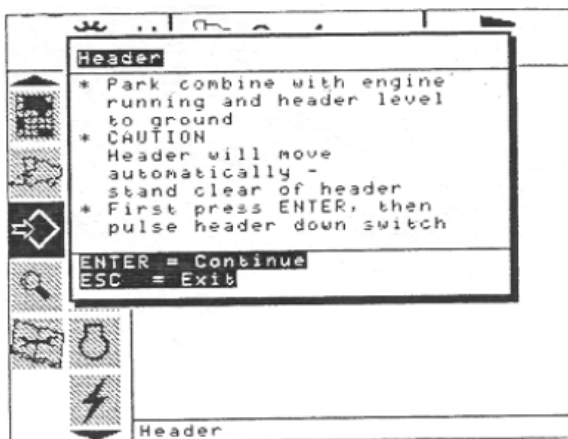 Header
* Park combine with engine
running and header level
to ground
* CAUTION
Header will move
automatically -
stand clear of header
* First press ENTER, then
pulse header down switch
ENTER = Continue
ESC = Exit
Header